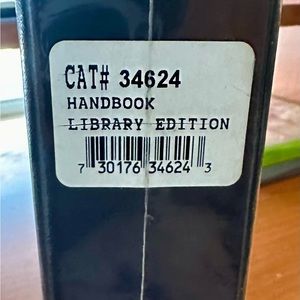 CAT# 34624
HANDBOOK
LIBRARY EDITION
7 30176 34624 3